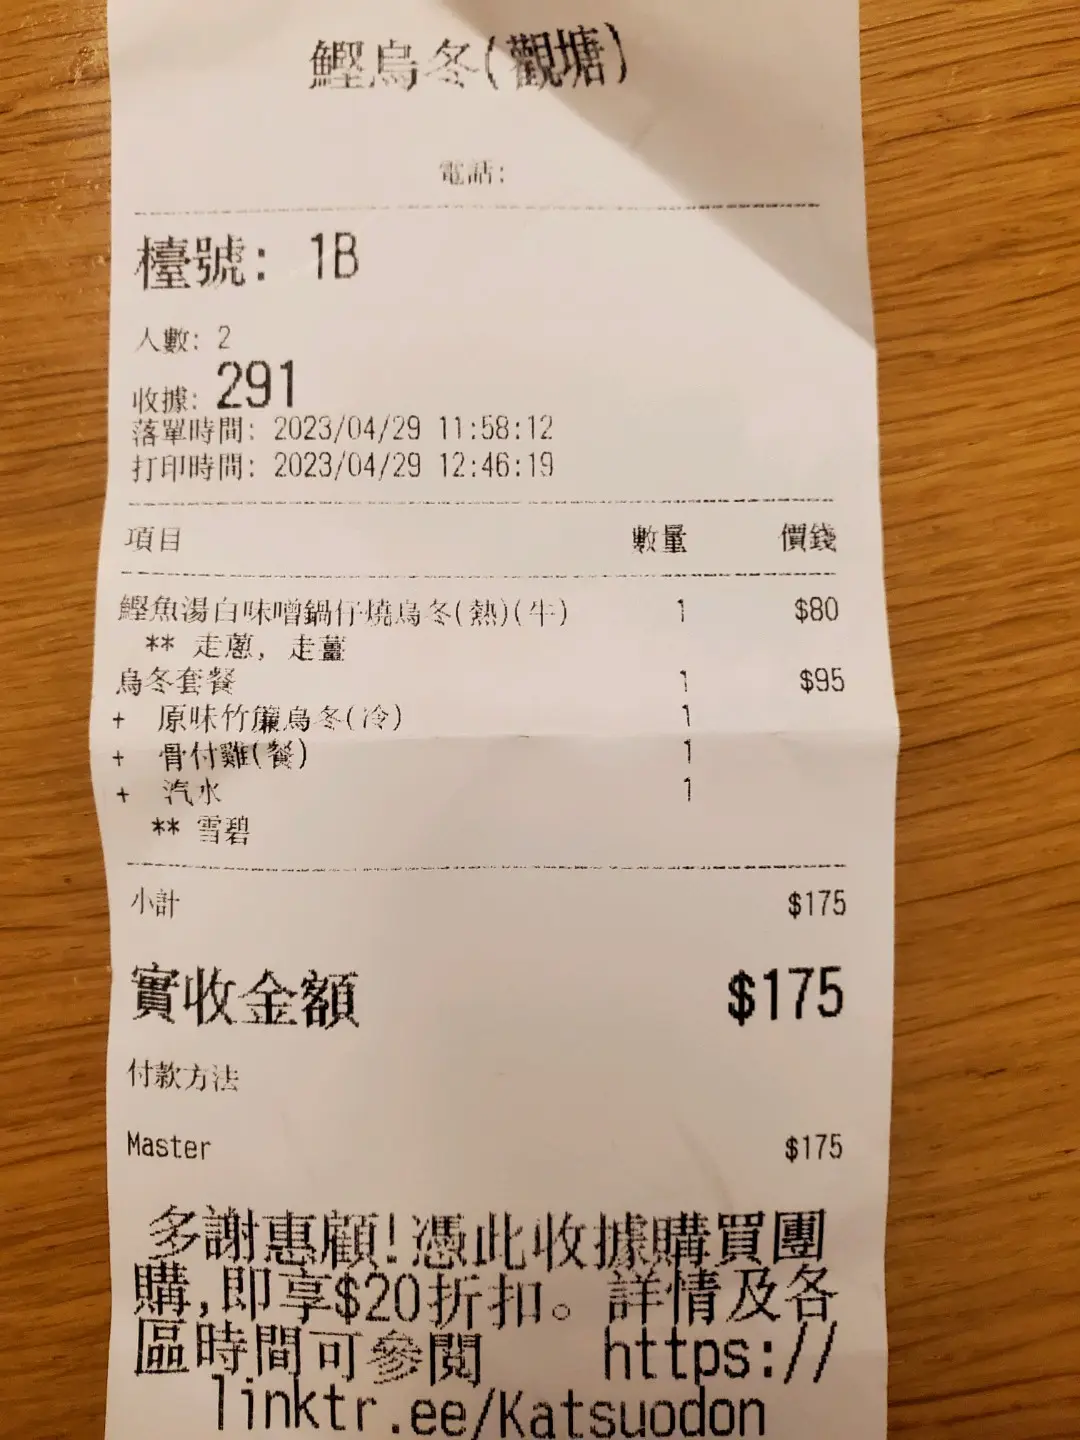 鰹烏冬(觀塘)
電話:
檯號: 1B
人數: 2
收據: 291
落單時間: 2023/04/29 11:58:12
打印時間: 2023/04/29 12:46:19
項目 數量 價錢
鰹魚湯白味噌鍋仔燒烏冬(熱)(牛) 1 $80
** 走蔥, 走薑
烏冬套餐 1 $95
+ 原味竹簾烏冬(冷) 1
+ 骨付雞(餐) 1
+ 汽水 1
** 雪碧
小計 $175
實收金額 $175
付款方法
Master $175
多謝惠顧!憑此收據購買團
購,即享$20折扣。詳情及各
區時間可參閱 https://
linktr.ee/Katsuodon